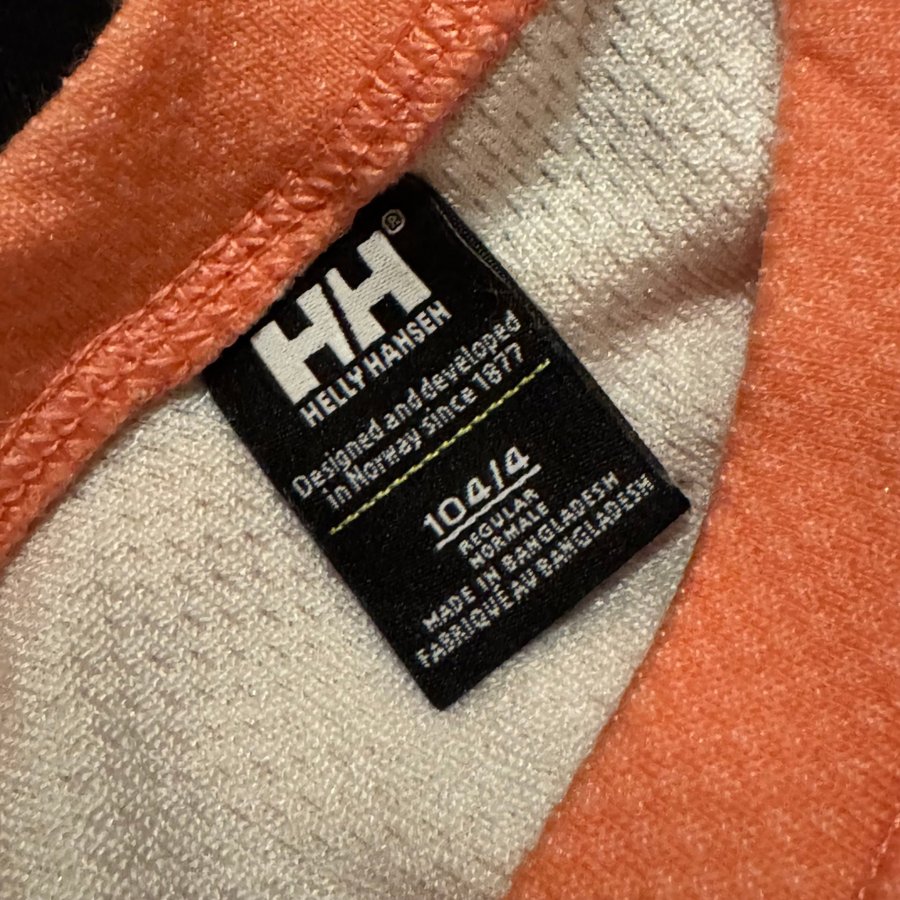 HH®
HELLY HANSEN
Designed and developed
in Norway since 1877
104/4
REGULAR
NORMALE
MADE IN BANGLADESH
FABRIQUE AU BANGLADESH